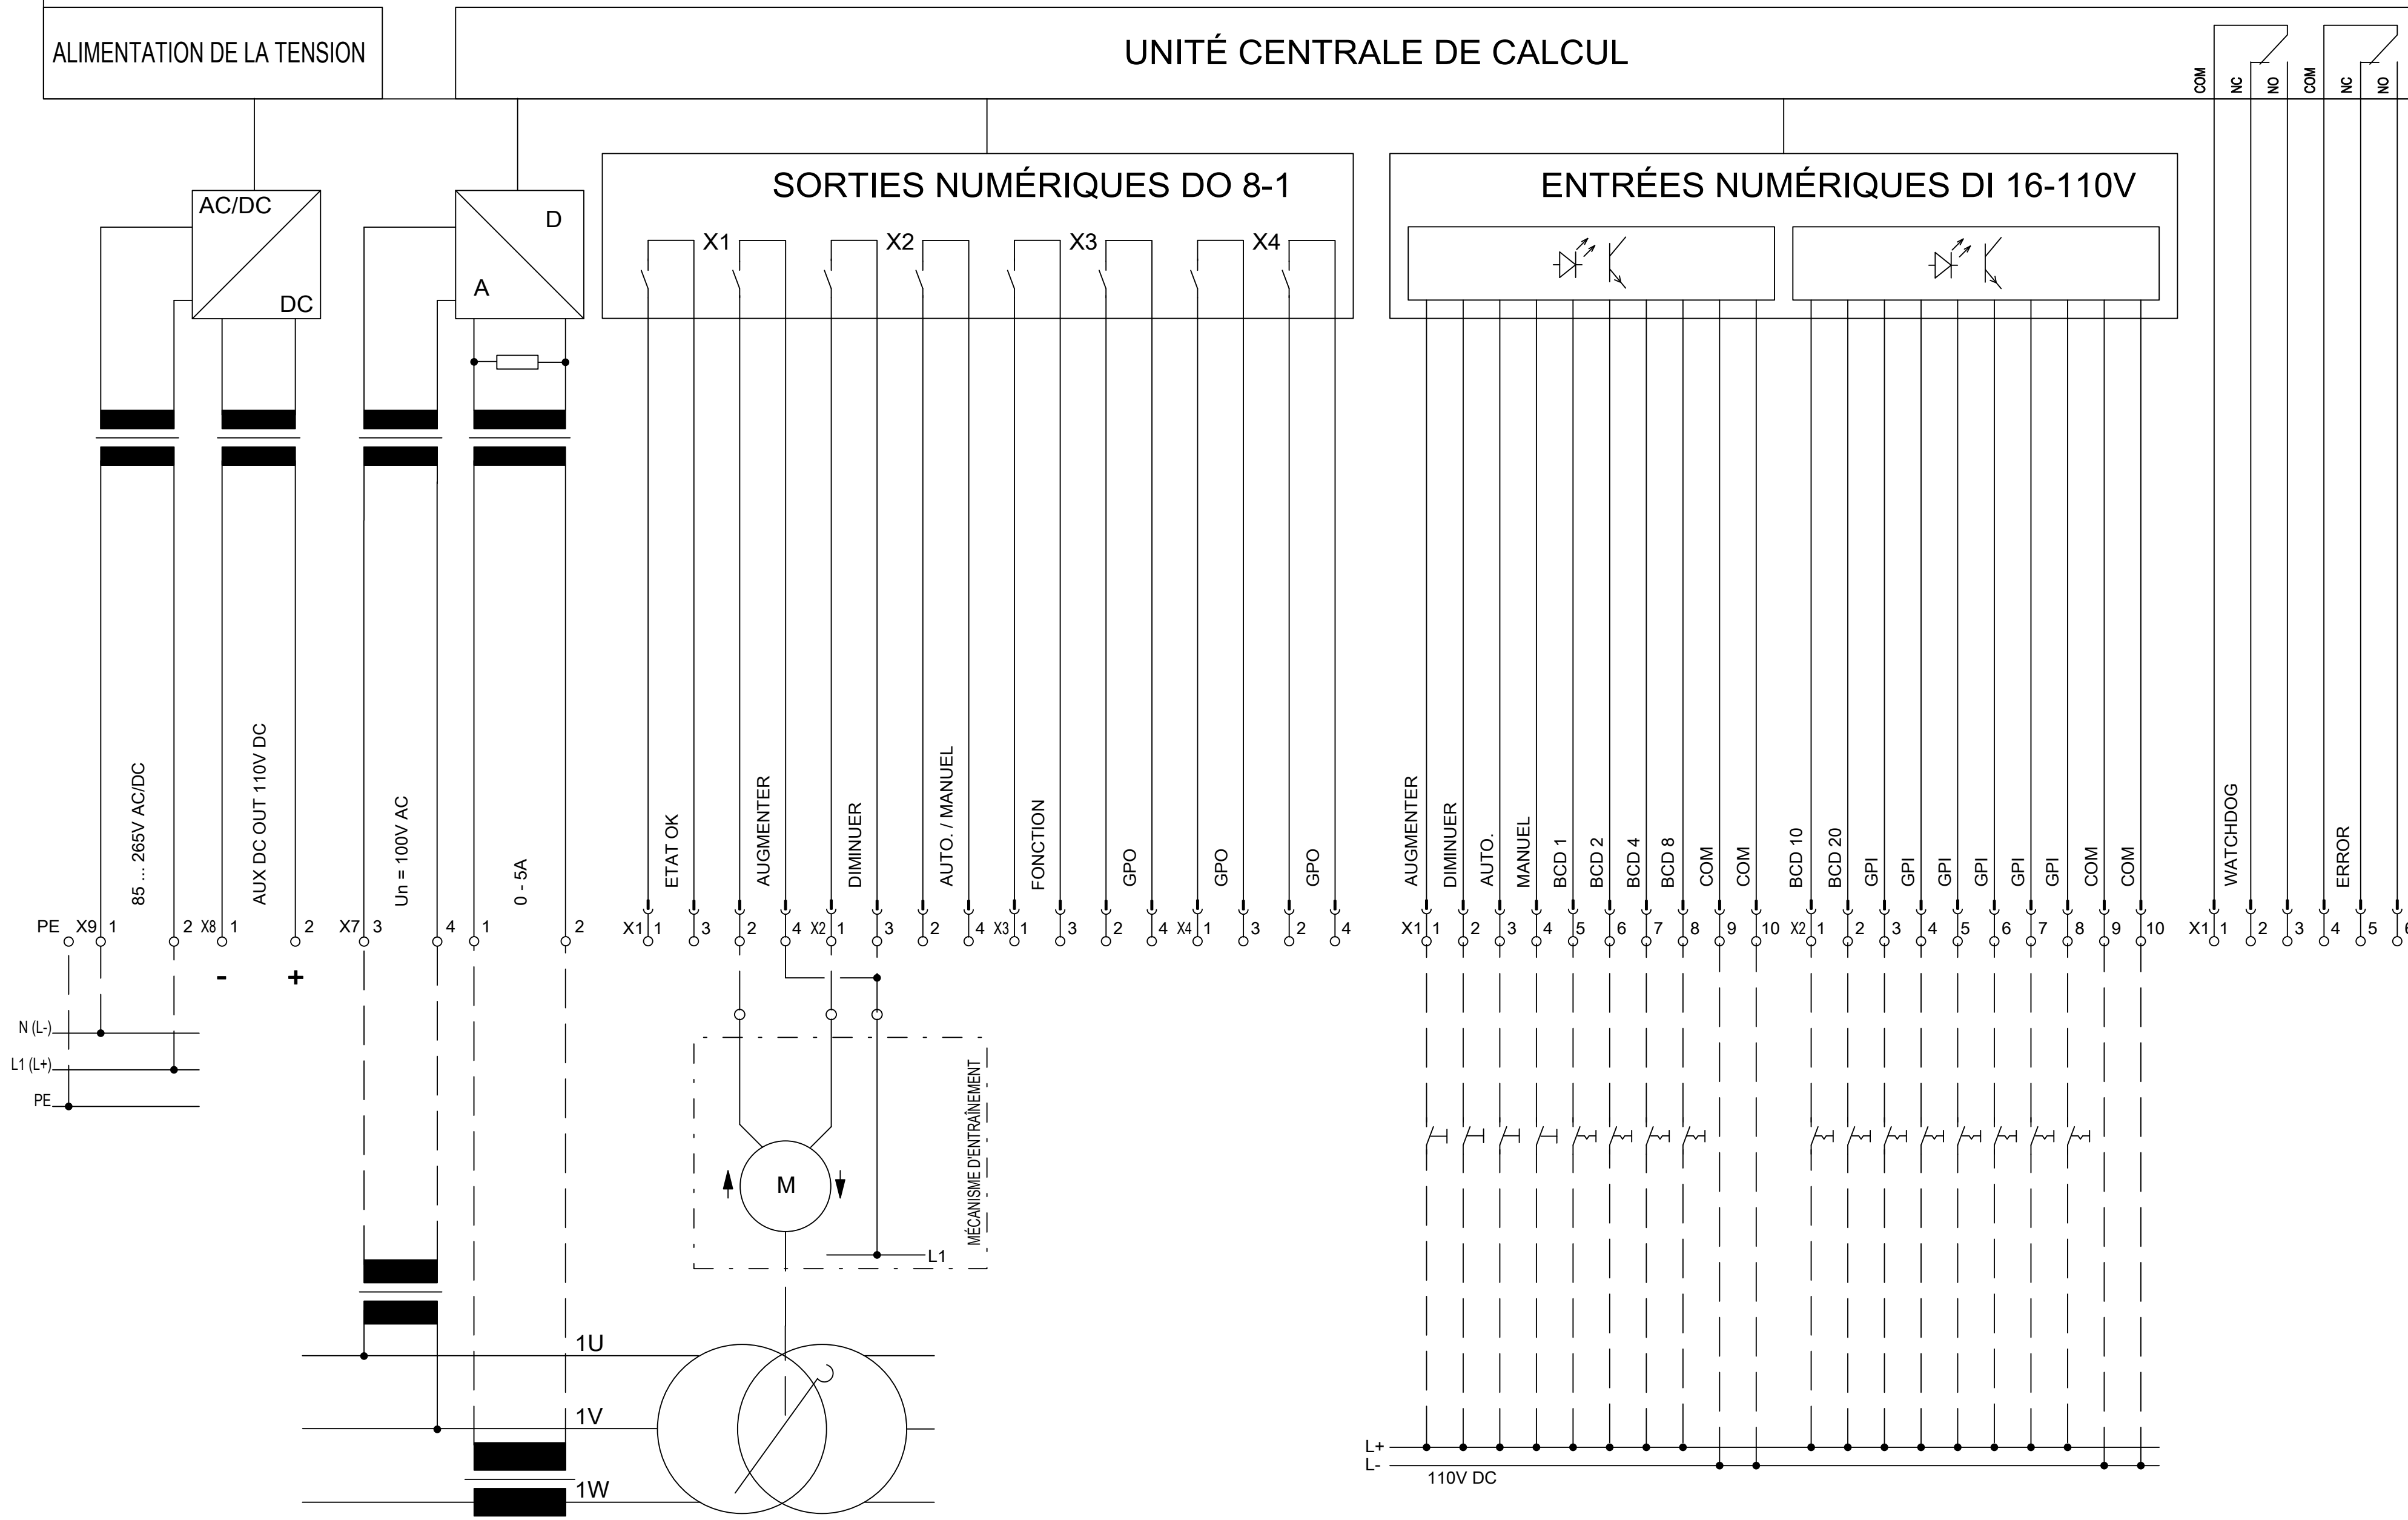 ALIMENTATION DE LA TENSION
UNITÉ CENTRALE DE CALCUL
COM
NC
NO
COM
NC
NO
SORTIES NUMÉRIQUES DO 8-1
ENTRÉES NUMÉRIQUES DI 16-110V
AC/DC
DC
D
A
X1
X2
X3
X4
85 ... 265V AC/DC
AUX DC OUT 110V DC
Un = 100V AC
0 - 5A
ETAT OK
AUGMENTER
DIMINUER
AUTO. / MANUEL
FONCTION
GPO
GPO
GPO
AUGMENTER
DIMINUER
AUTO.
MANUEL
BCD 1
BCD 2
BCD 4
BCD 8
COM
COM
BCD 10
BCD 20
GPI
GPI
GPI
GPI
GPI
GPI
COM
COM
WATCHDOG
ERROR
PE X9 1 2 X8 1 2 X7 3 4 1 2 X1 1 3 2 4 X2 1 3 2 4 X3 1 3 2 4 X4 1 3 2 4 X1 1 2 3 4 5 6 7 8 9 10 X2 1 2 3 4 5 6 7 8 9 10 X1 1 2 3 4 5 6
- +
N (L-)
L1 (L+)
PE
MÉCANISME D'ENTRAÎNEMENT
M
L1
1U
1V
1W
L+
L-
110V DC